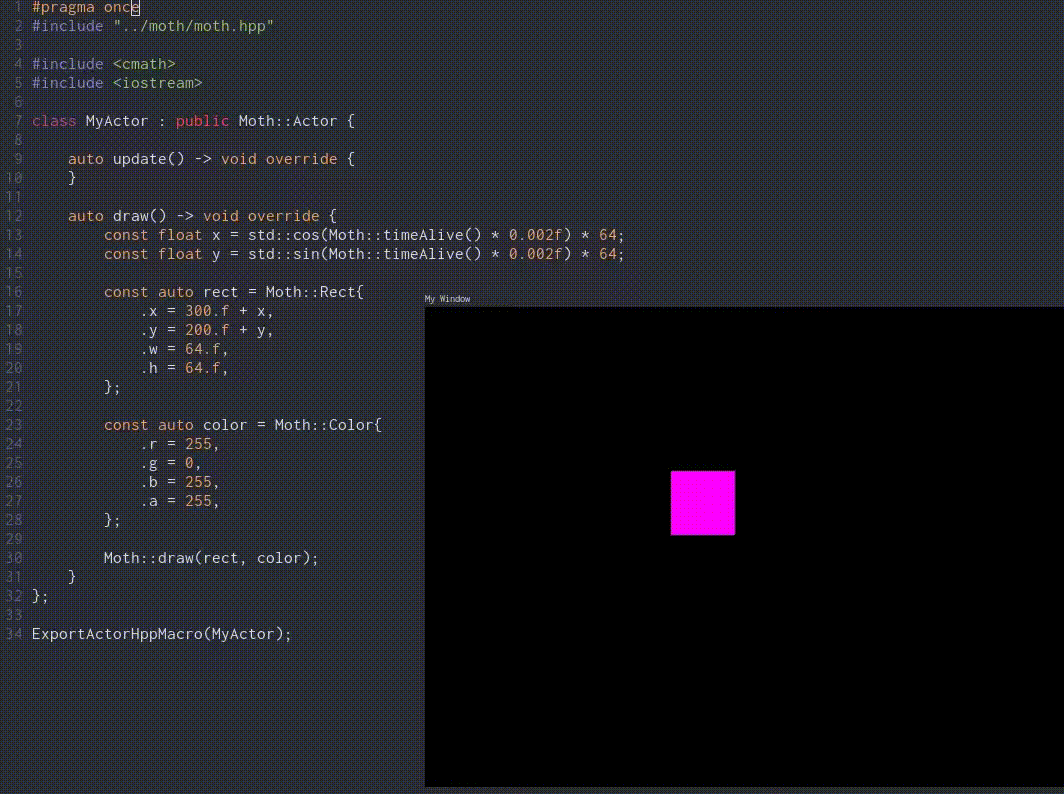 1 #pragma once
2 #include "../moth/moth.hpp"
3
4 #include <cmath>
5 #include <iostream>
6
7 class MyActor : public Moth::Actor {
8
9     auto update() -> void override {
10     }
11
12     auto draw() -> void override {
13         const float x = std::cos(Moth::timeAlive() * 0.002f) * 64;
14         const float y = std::sin(Moth::timeAlive() * 0.002f) * 64;
15
16         const auto rect = Moth::Rect{
17             .x = 300.f + x,
18             .y = 200.f + y,
19             .w = 64.f,
20             .h = 64.f,
21         };
22
23         const auto color = Moth::Color{
24             .r = 255,
25             .g = 0,
26             .b = 255,
27             .a = 255,
28         };
29
30         Moth::draw(rect, color);
31     }
32 };
33
34 ExportActorHppMacro(MyActor);
My Window